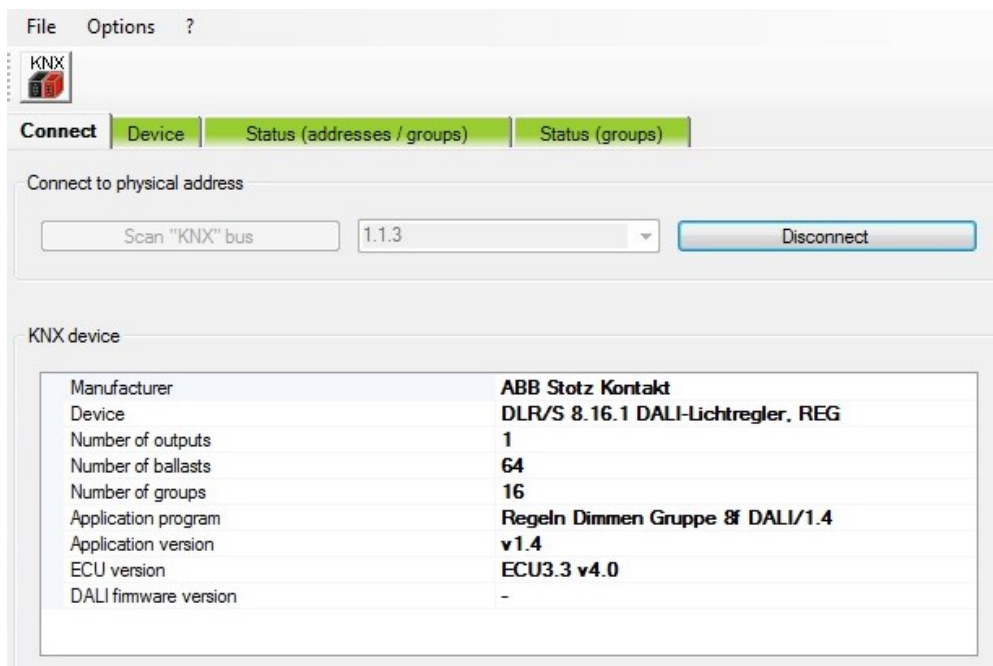 File Options ?
KNX
Connect Device Status (addresses / groups) Status (groups)
Connect to physical address
Scan "KNX" bus 1.1.3 Disconnect
KNX device
Manufacturer ABB Stotz Kontakt
Device DLR/S 8.16.1 DALI-Lichtregler, REG
Number of outputs 1
Number of ballasts 64
Number of groups 16
Application program Regeln Dimmen Gruppe 8f DALI/1.4
Application version v1.4
ECU version ECU3.3 v4.0
DALI firmware version -